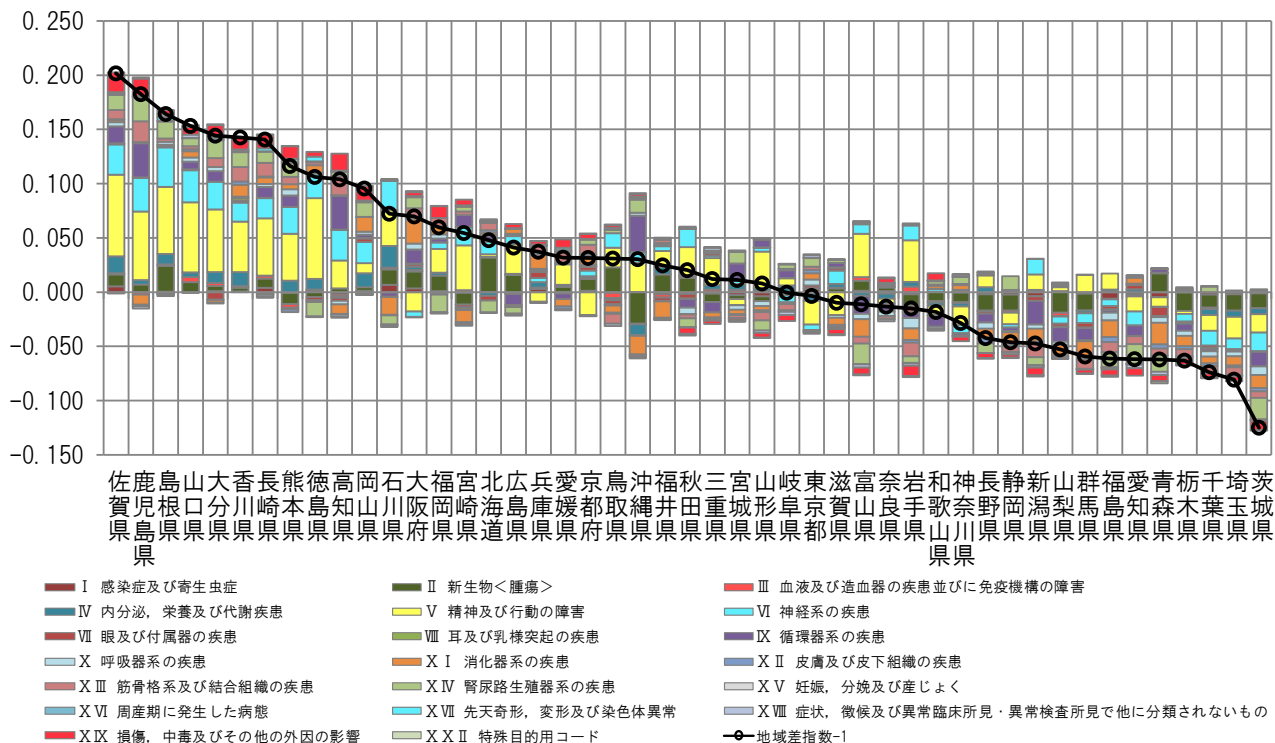 0.250
0.200
0.150
0.100
0.050
0.000
-0.050
-0.100
-0.150
佐賀県
鹿児島県
島根県
山口県
大分県
香川県
長崎県
熊本県
徳島県
高知県
岡山県
石川県
大阪府
福岡県
宮崎県
北海道
広島県
兵庫県
愛媛県
京都府
鳥取県
沖縄県
福井県
秋田県
三重県
宮城県
山形県
岐阜県
東京都
滋賀県
富山県
奈良県
岩手県
和歌山県
神奈川県
長野県
静岡県
新潟県
山梨県
群馬県
福島県
愛知県
青森県
栃木県
千葉県
埼玉県
茨城県
Ⅰ 感染症及び寄生虫症
Ⅱ 新生物<腫瘍>
Ⅲ 血液及び造血器の疾患並びに免疫機構の障害
Ⅳ 内分泌，栄養及び代謝疾患
Ⅴ 精神及び行動の障害
Ⅵ 神経系の疾患
Ⅶ 眼及び付属器の疾患
Ⅷ 耳及び乳様突起の疾患
Ⅸ 循環器系の疾患
Ⅹ 呼吸器系の疾患
ⅩⅠ 消化器系の疾患
ⅩⅡ 皮膚及び皮下組織の疾患
ⅩⅢ 筋骨格系及び結合組織の疾患
ⅩⅣ 腎尿路生殖器系の疾患
ⅩⅤ 妊娠，分娩及び産じょく
ⅩⅥ 周産期に発生した病態
ⅩⅦ 先天奇形，変形及び染色体異常
ⅩⅧ 症状，徴候及び異常臨床所見・異常検査所見で他に分類されないもの
ⅩⅨ 損傷，中毒及びその他の外因の影響
ⅩⅩⅡ 特殊目的用コード
地域差指数-1